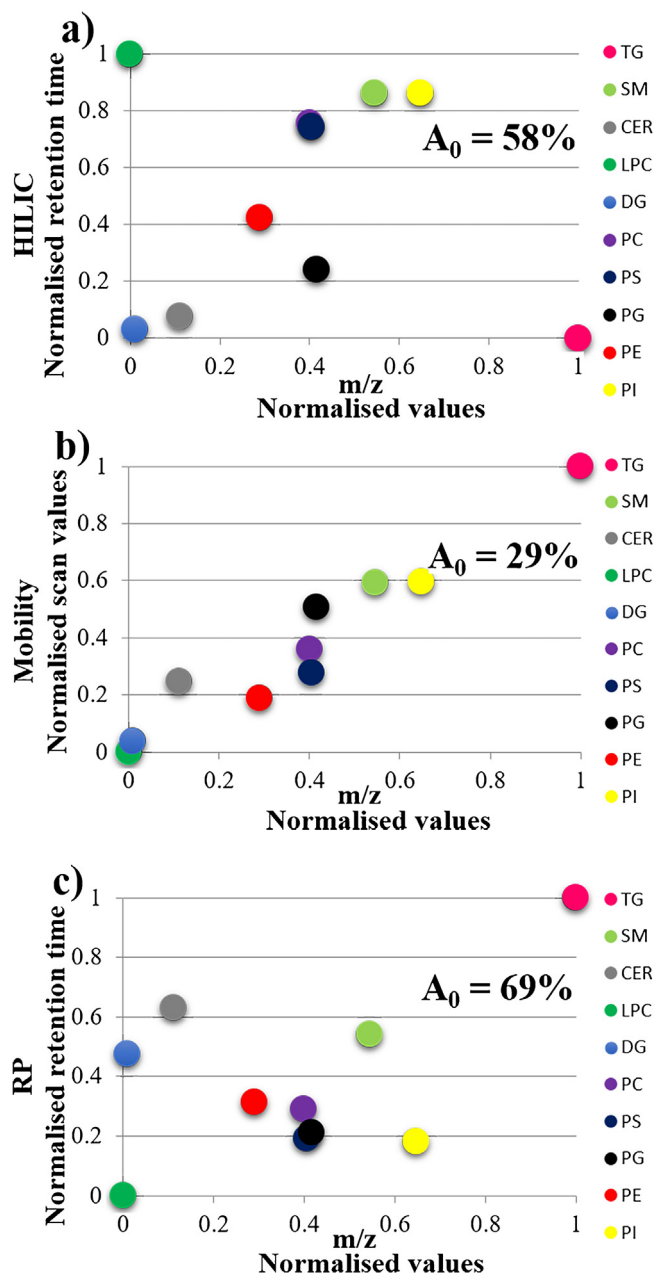 a)
HILIC
Normalised retention time
1
0.8
0.6
0.4
0.2
0
0
0.2
0.4
0.6
0.8
1
m/z
Normalised values
A0 = 58%
TG
SM
CER
LPC
DG
PC
PS
PG
PE
PI
b)
Mobility
Normalised scan values
1
0.8
0.6
0.4
0.2
0
0
0.2
0.4
0.6
0.8
1
m/z
Normalised values
A0 = 29%
TG
SM
CER
LPC
DG
PC
PS
PG
PE
PI
c)
RP
Normalised retention time
1
0.8
0.6
0.4
0.2
0
0
0.2
0.4
0.6
0.8
1
m/z
Normalised values
A0 = 69%
TG
SM
CER
LPC
DG
PC
PS
PG
PE
PI